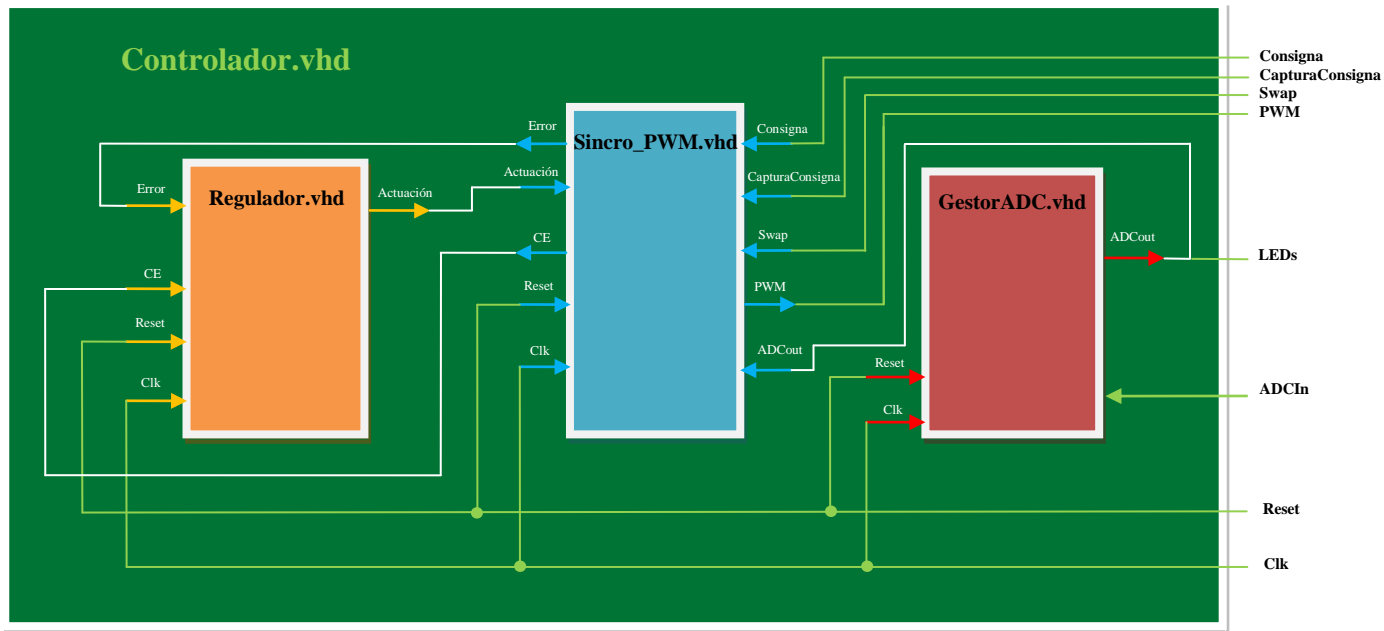 Controlador.vhd
Consigna
CapturaConsigna
Swap
PWM
Error
Sincro_PWM.vhd
Consigna
Error
Regulador.vhd
Actuación
Actuación
CapturaConsigna
GestorADC.vhd
CE
Swap
ADCout
LEDs
CE
Reset
PWM
Reset
Clk
ADCout
Reset
Clk
Clk
ADCIn
Reset
Clk